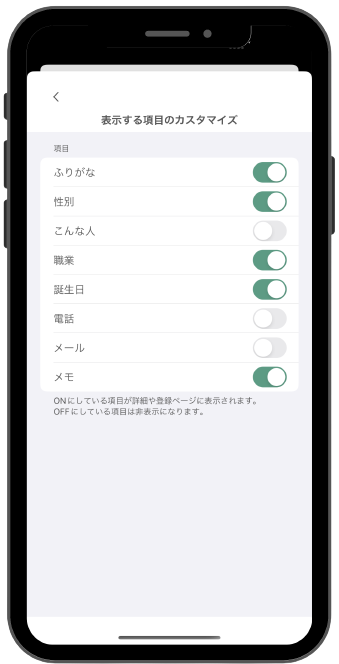 表示する項目のカスタマイズ
項目
ふりがな
性別
こんな人
職業
誕生日
電話
メール
メモ
ONにしている項目が詳細や登録ページに表示されます。
OFFにしている項目は非表示になります。